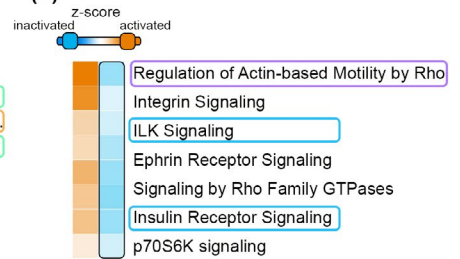 z-score
inactivated activated
Regulation of Actin-based Motility by Rho
Integrin Signaling
ILK Signaling
Ephrin Receptor Signaling
Signaling by Rho Family GTPases
Insulin Receptor Signaling
p70S6K signaling